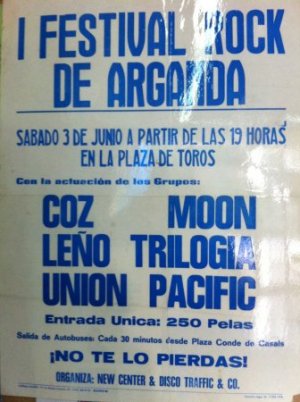 I FESTIVAL ROCK
DE ARGANDA
SABADO 3 DE JUNIO A PARTIR DE LAS 19 HORAS
EN LA PLAZA DE TOROS
Con la actuación de los Grupos:
COZ MOON
LEÑO TRILOGIA
UNION PACIFIC
Entrada Unica: 250 Pelas
Salida de Autobuses: Cada 30 minutos desde Plaza Conde de Casals
¡NO TE LO PIERDAS!
ORGANIZA: NEW CENTER & DISCO TRAFFIC & CO.